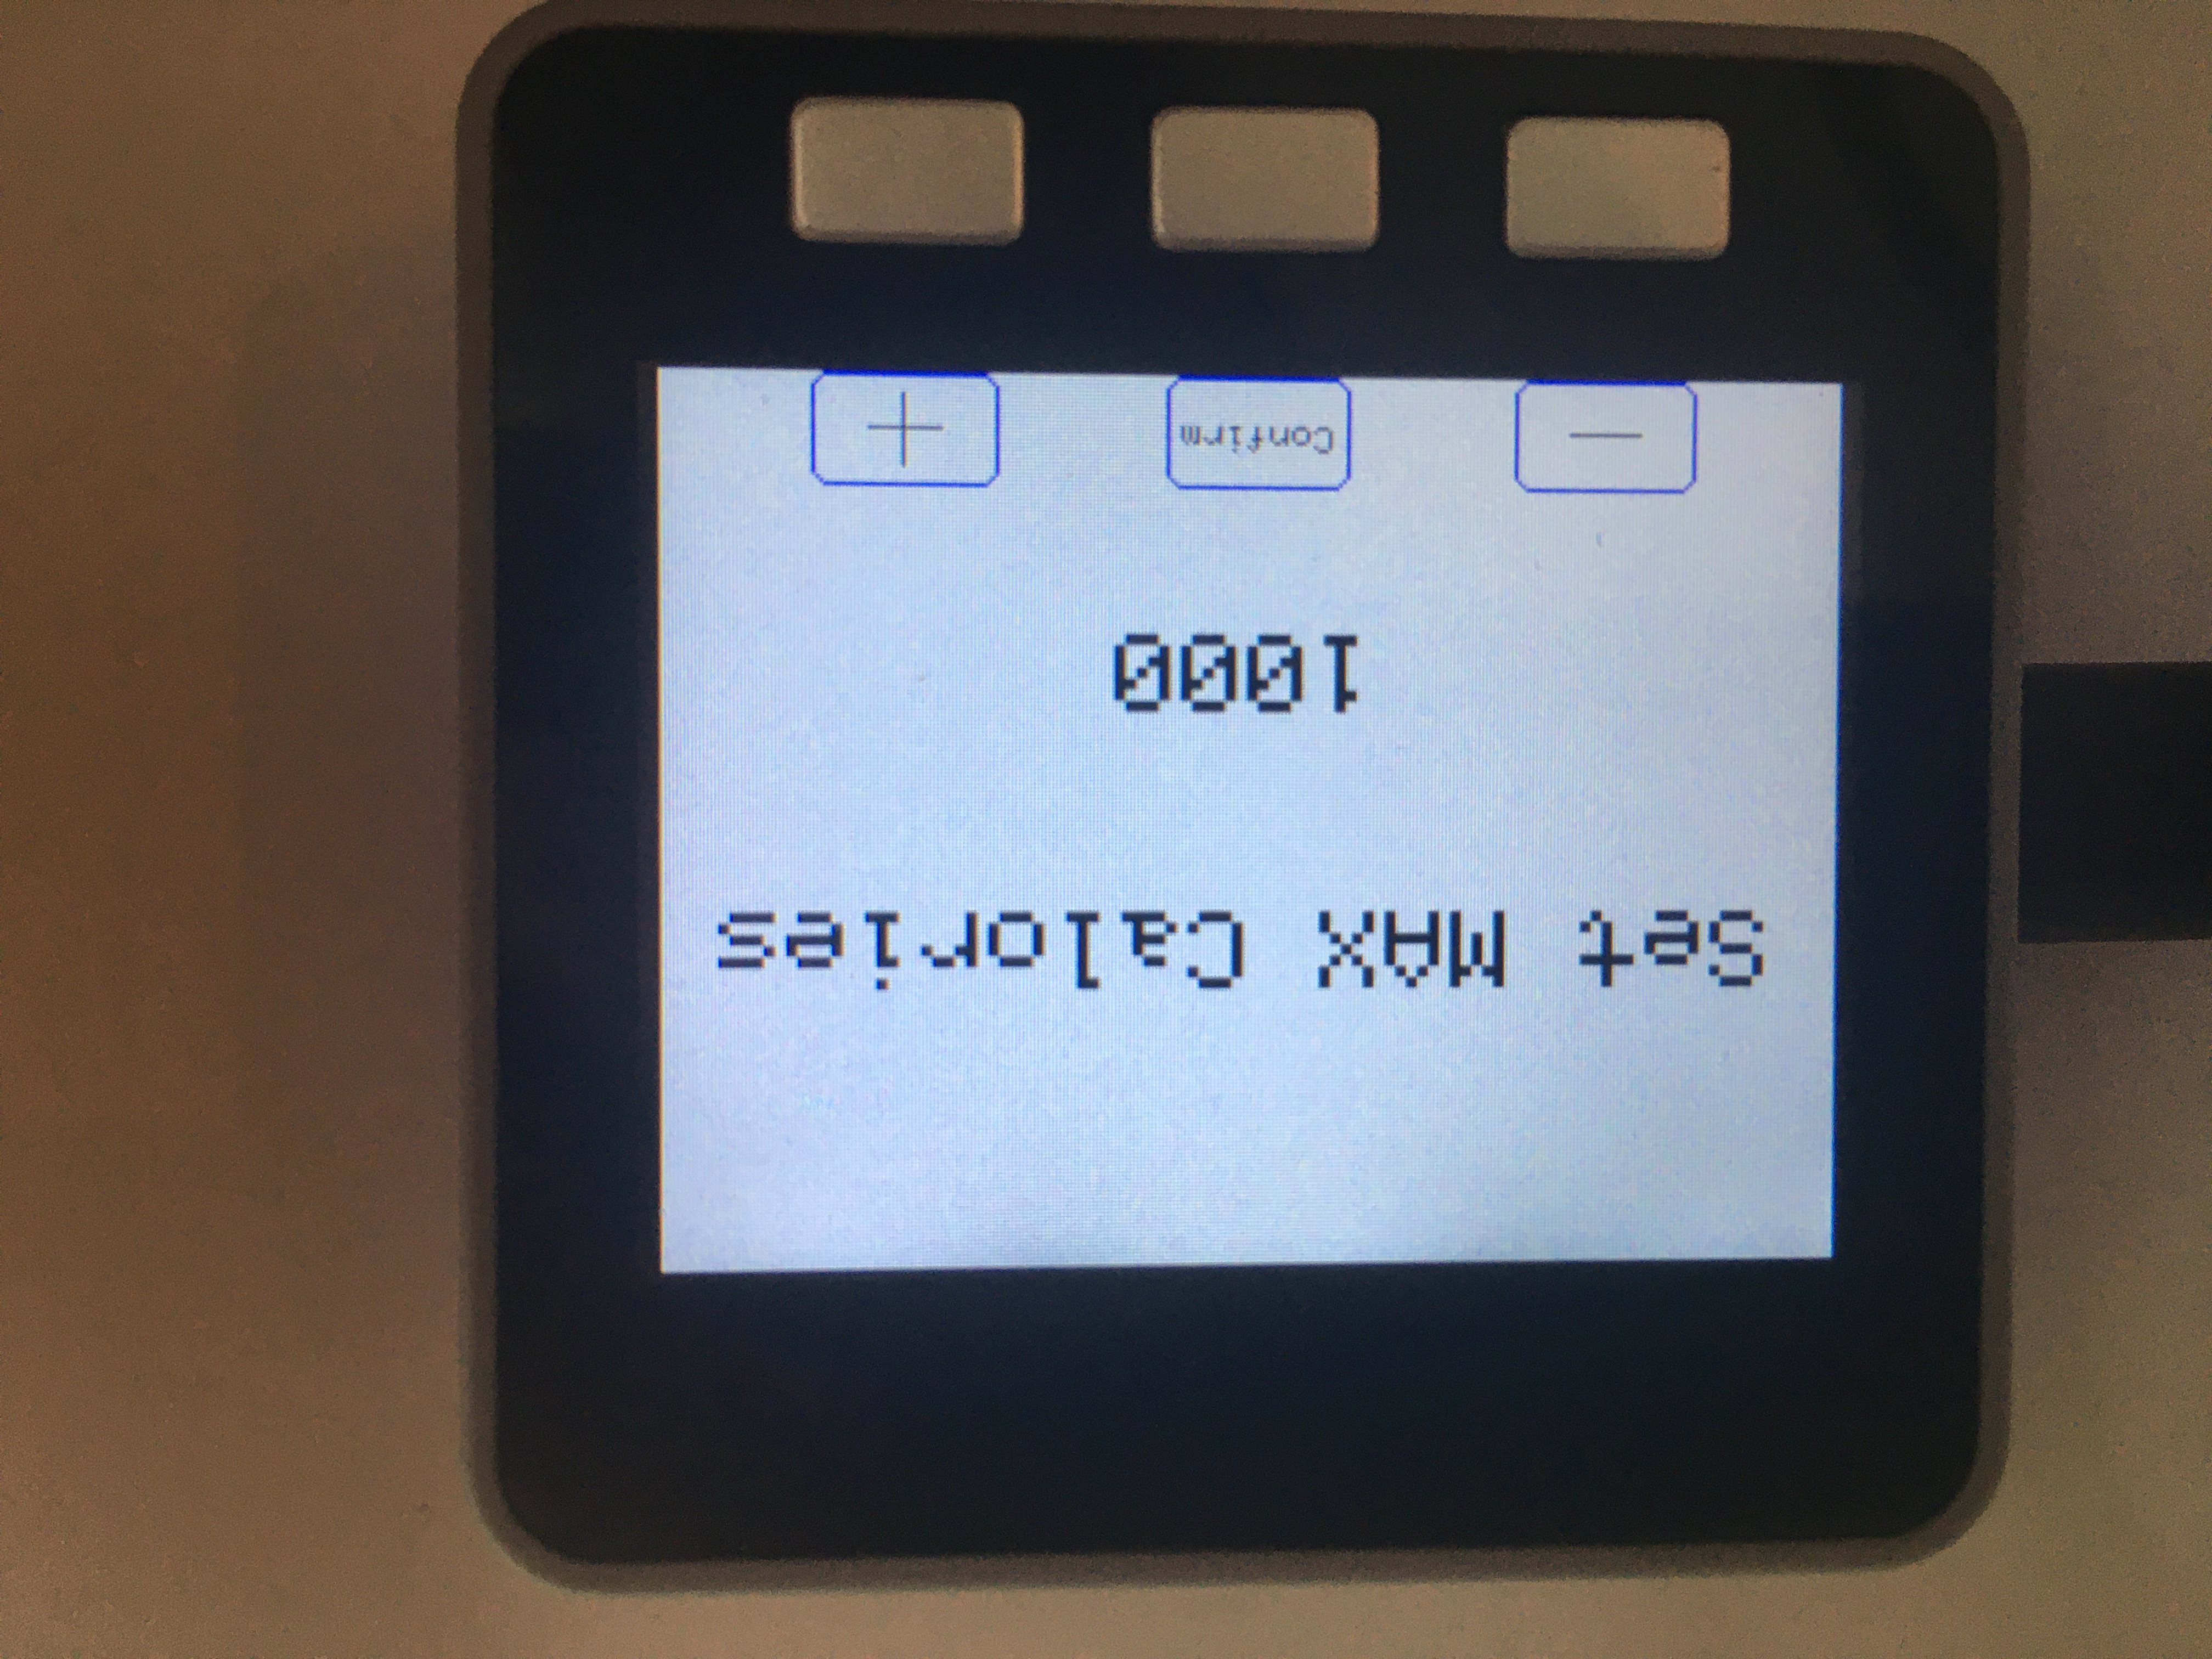 Set MAX Calories
1000
— Confirm +